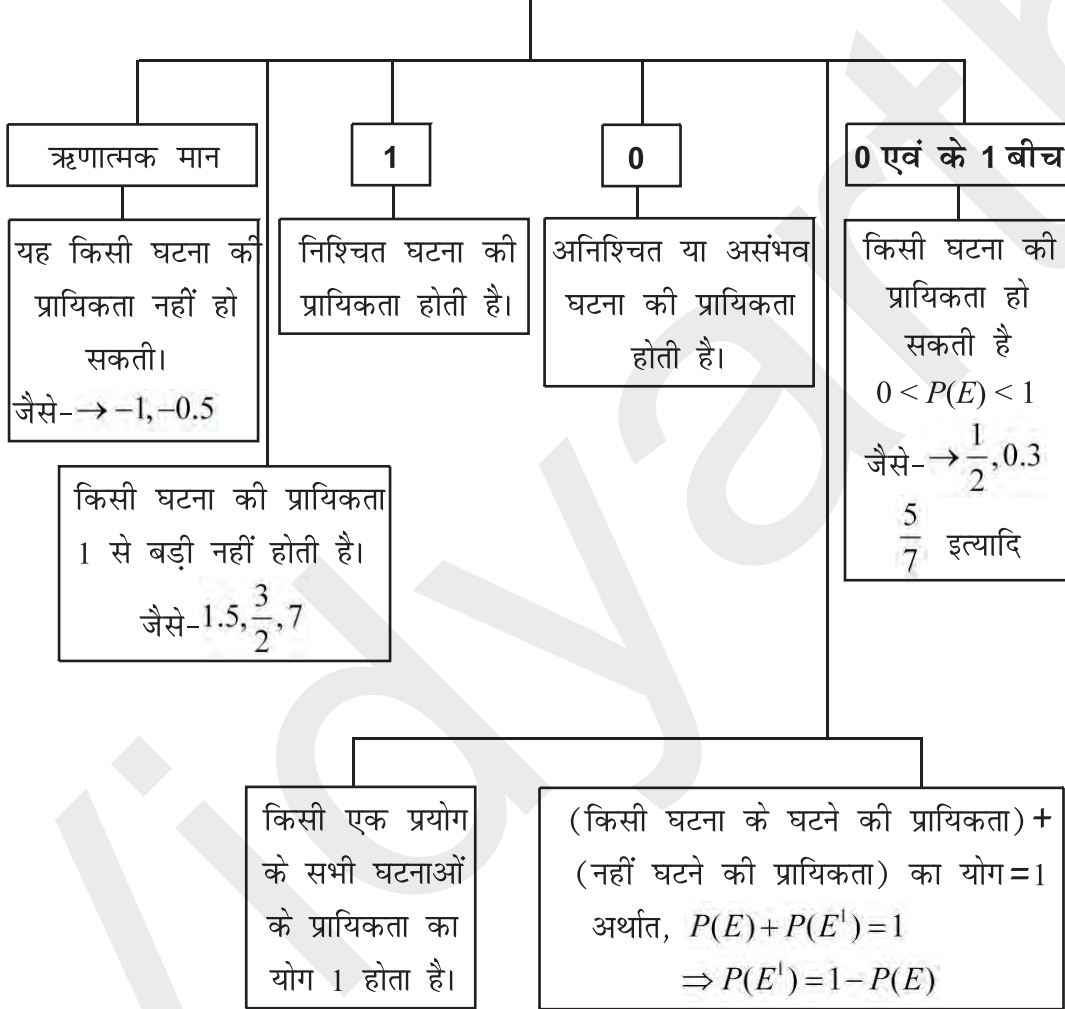 ऋणात्मक मान
1
0
0 एवं के 1 बीच
यह किसी घटना की
प्रायिकता नहीं हो
सकती।
जैसे-→ −1, −0.5
निश्चित घटना की
प्रायिकता होती है।
अनिश्चित या असंभव
घटना की प्रायिकता
होती है।
किसी घटना की
प्रायिकता हो
सकती है
0 < P(E) < 1
जैसे-→ 1/2, 0.3
5/7 इत्यादि
किसी घटना की प्रायिकता
1 से बड़ी नहीं होती है।
जैसे-1.5, 3/2, 7
किसी एक प्रयोग
के सभी घटनाओं
के प्रायिकता का
योग 1 होता है।
(किसी घटना के घटने की प्रायिकता) +
(नहीं घटने की प्रायिकता) का योग=1
अर्थात, P(E)+P(E¹)=1
⇒ P(E¹)=1−P(E)